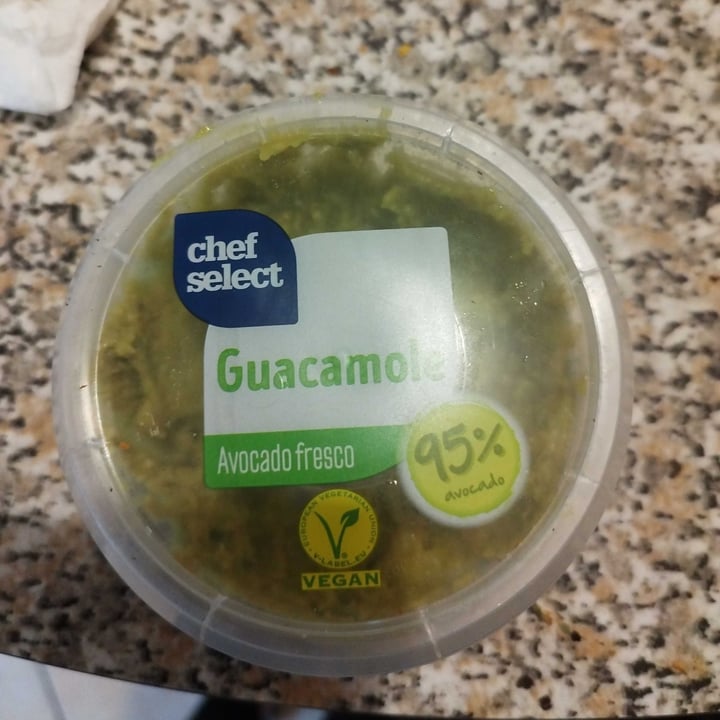 chef
select
Guacamole
Avocado fresco
95%
avocado
EUROPEAN VEGETARIAN UNION
V-LABEL.EU
VEGAN